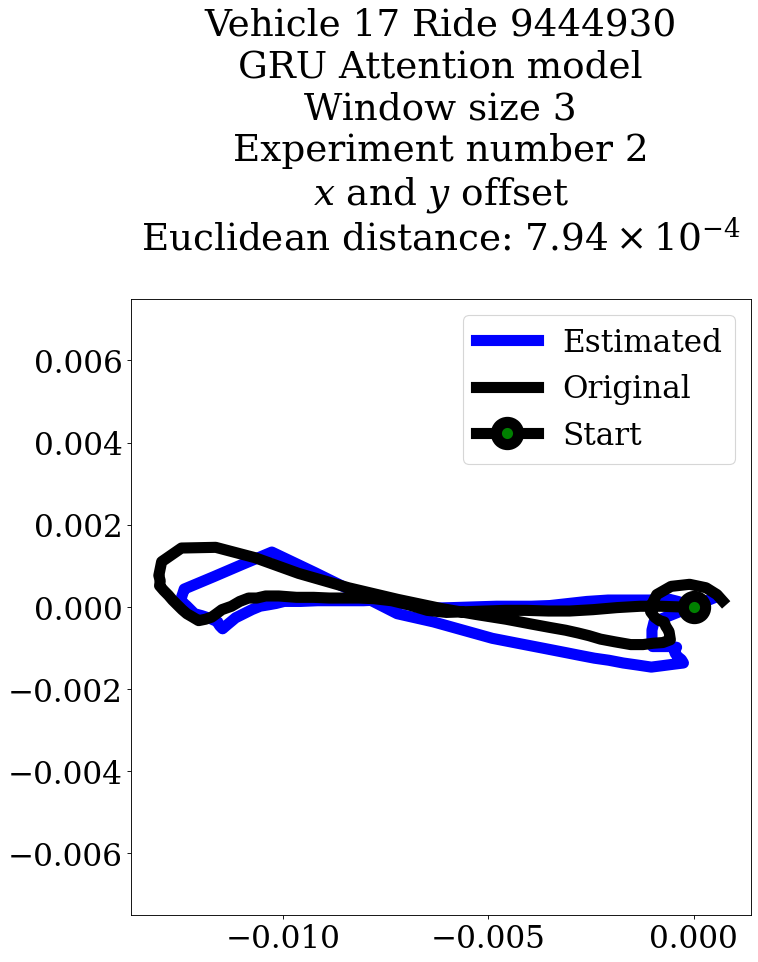 Vehicle 17 Ride 9444930
GRU Attention model
Window size 3
Experiment number 2
x and y offset
Euclidean distance: 7.94 × 10⁻⁴
Estimated
Original
Start
0.006
0.004
0.002
0.000
−0.002
−0.004
−0.006
−0.010 −0.005 0.000